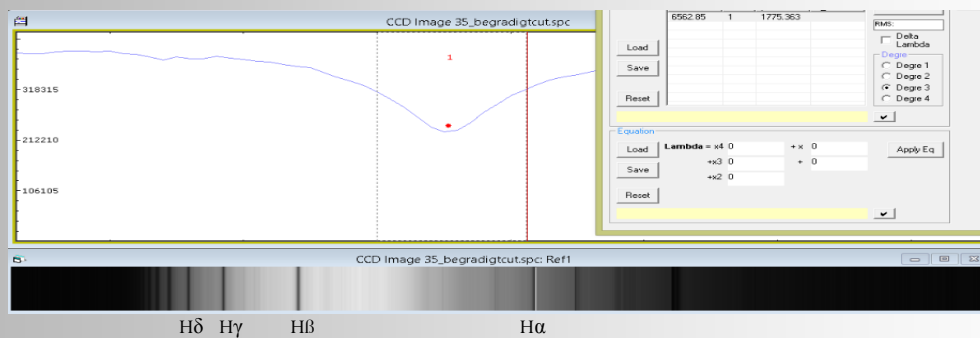 CCD Image 35_begradigtcut.spc
6562.85 1 1775.363
RMS:
Delta
Lambda
1
Load
Degre
Degre 1
Save
Degre 2
318315
Degre 3
Reset
Degre 4
Equation
212210
Load Lambda = x4 0 + x 0 Apply Eq
+x3 0 + 0
Save
+x2 0
106105
Reset
CCD Image 35_begradigtcut.spc: Ref1
Hδ Hγ Hß Hα